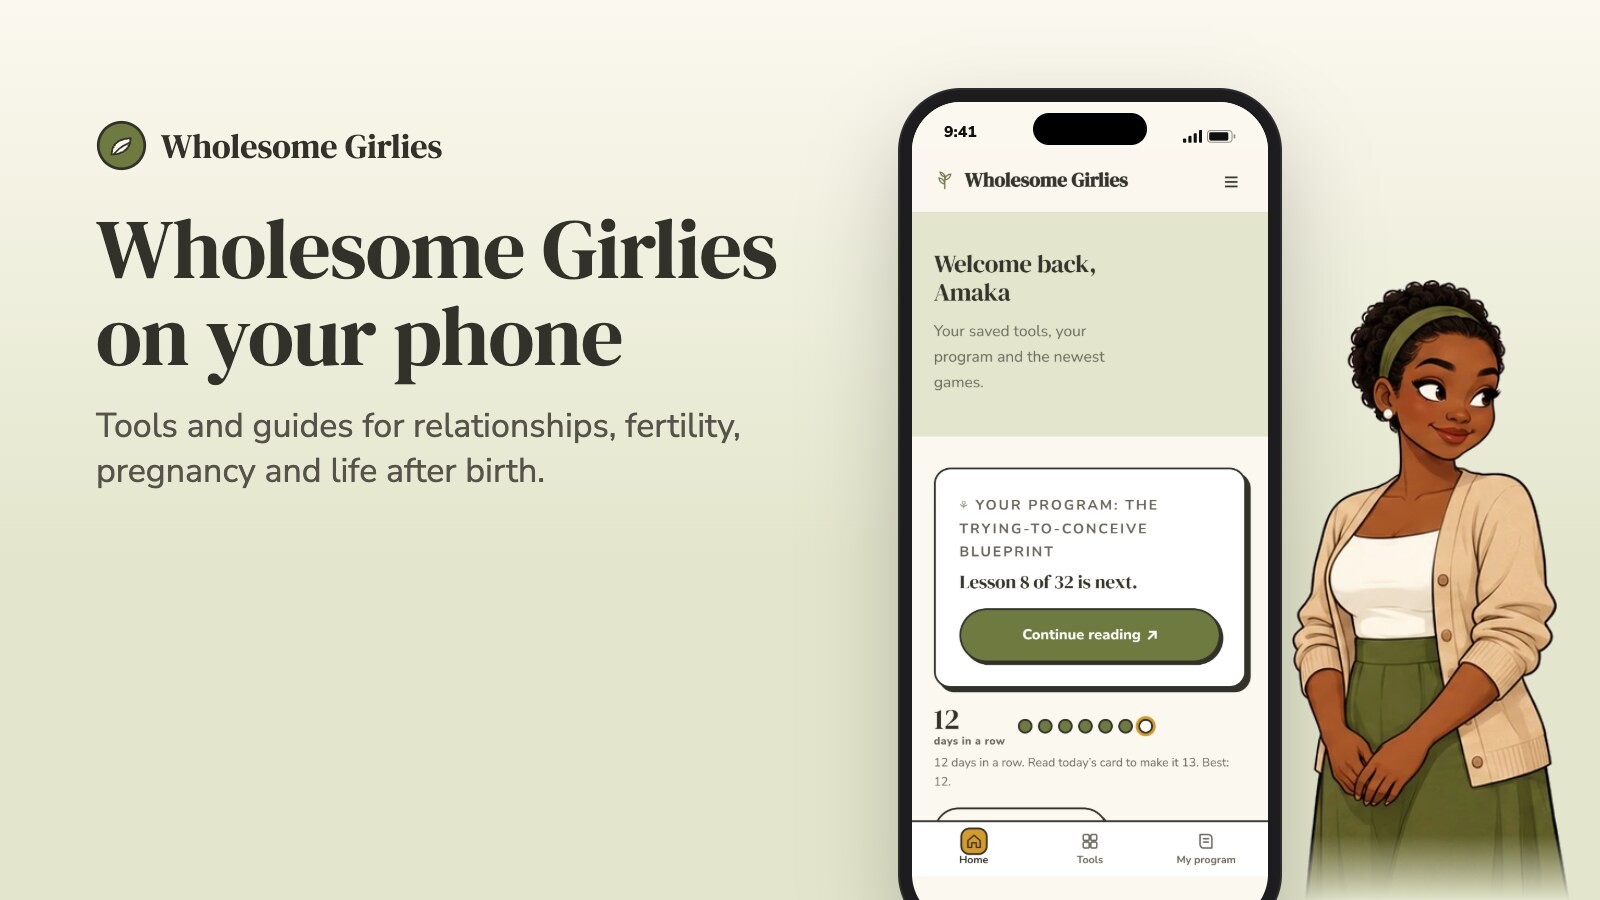 Wholesome Girlies
Wholesome Girlies
on your phone
Tools and guides for relationships, fertility,
pregnancy and life after birth.
9:41
Wholesome Girlies
Welcome back,
Amaka
Your saved tools, your
program and the newest
games.
YOUR PROGRAM: THE
TRYING-TO-CONCEIVE
BLUEPRINT
Lesson 8 of 32 is next.
Continue reading
12
days in a row
12 days in a row. Read today's card to make it 13. Best:
12.
Home
Tools
My program